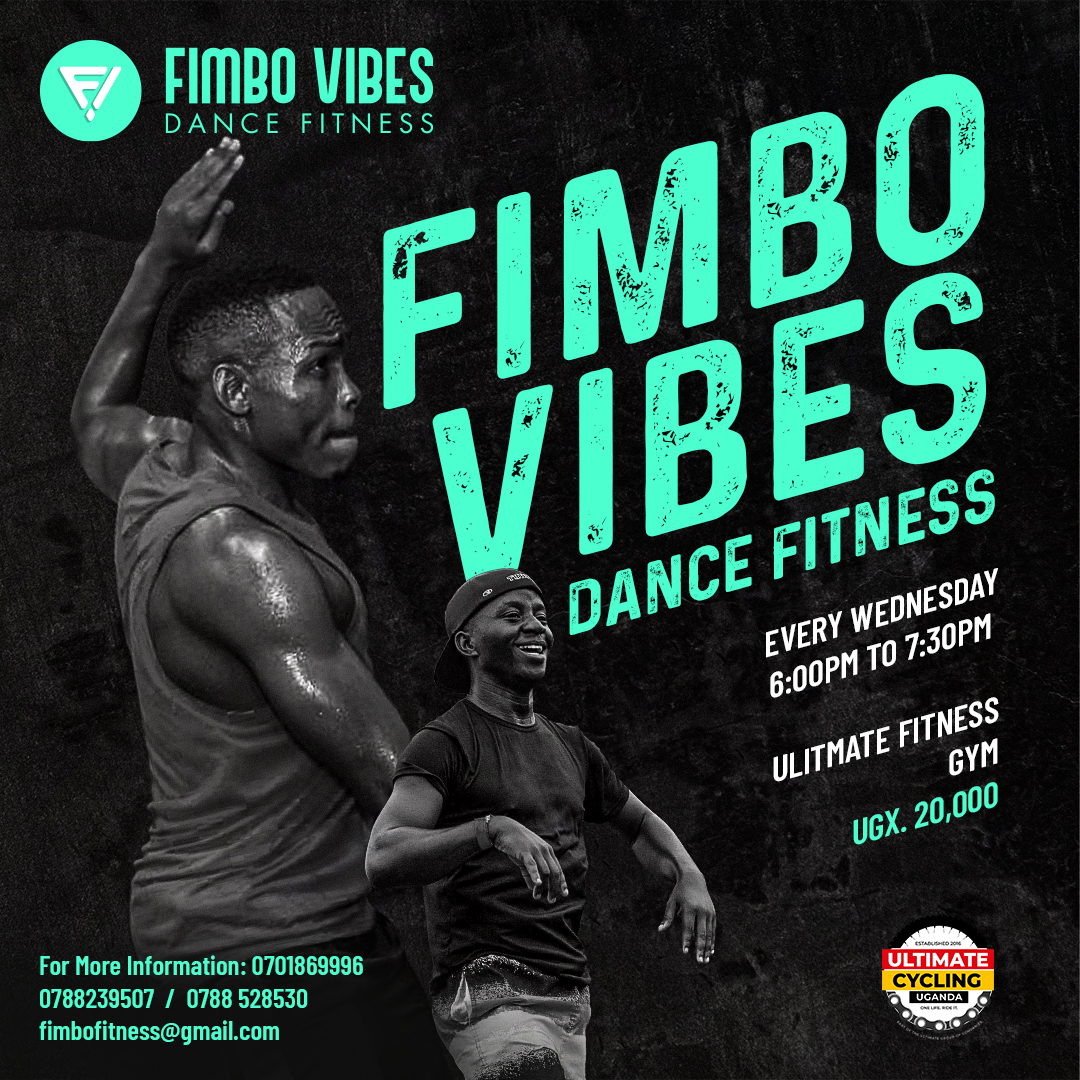 FIMBO VIBES
DANCE FITNESS
FIMBO
VIBES
DANCE FITNESS
EVERY WEDNESDAY
6:00PM TO 7:30PM
ULITMATE FITNESS
GYM
UGX. 20,000
For More Information: 0701869996
0788239507 / 0788 528530
fimbofitness@gmail.com
ESTABLISHED 2016
ULTIMATE
CYCLING
UGANDA
ONE LIFE. RIDE IT.